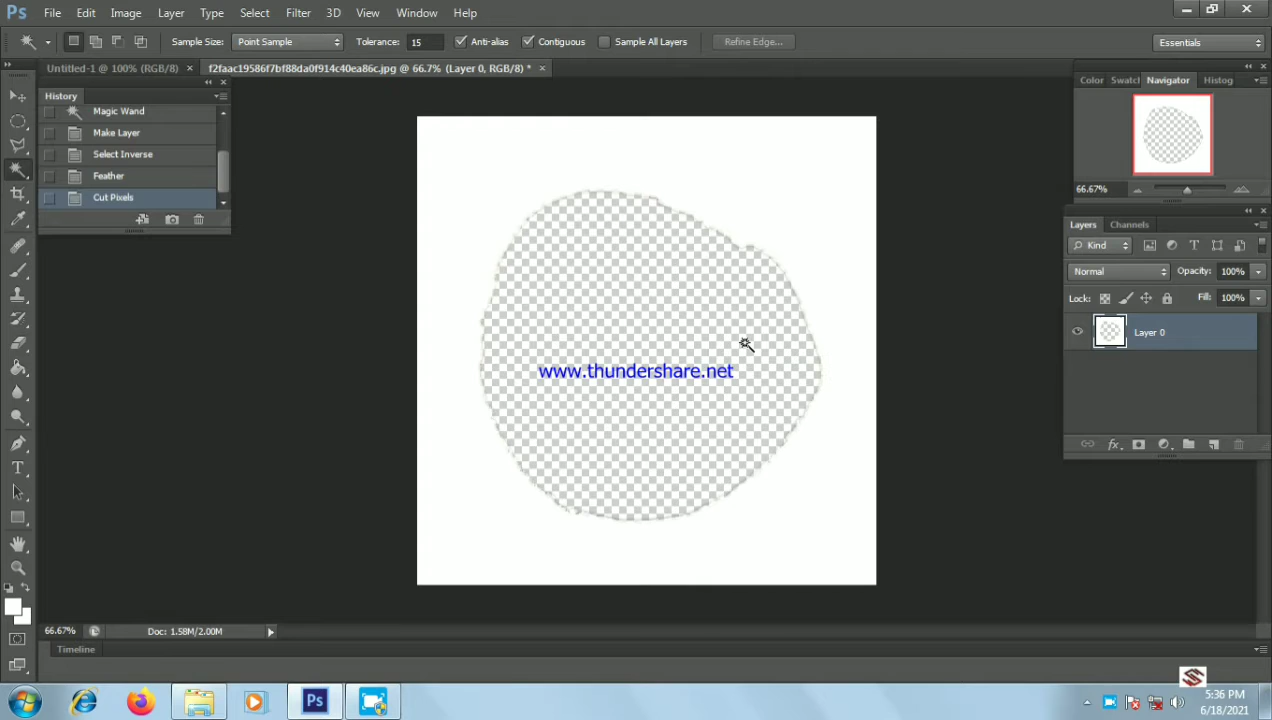 Ps File Edit Image Layer Type Select Filter 3D View Window Help
Sample Size: Point Sample Tolerance: 15 Anti-alias Contiguous Sample All Layers Refine Edge... Essentials
Untitled-1 @ 100% (RGB/8) × f2faac19586f7bf88da0f914c40ea86c.jpg @ 66.7% (Layer 0, RGB/8) * ×
History
Magic Wand
Make Layer
Select Inverse
Feather
Cut Pixels
Color Swatc Navigator Histog
66.67%
Layers Channels
Kind
Normal Opacity: 100%
Lock: Fill: 100%
Layer 0
www.thundershare.net
66.67% Doc: 1.58M/2.00M
Timeline
Ps
5:36 PM
6/18/2021